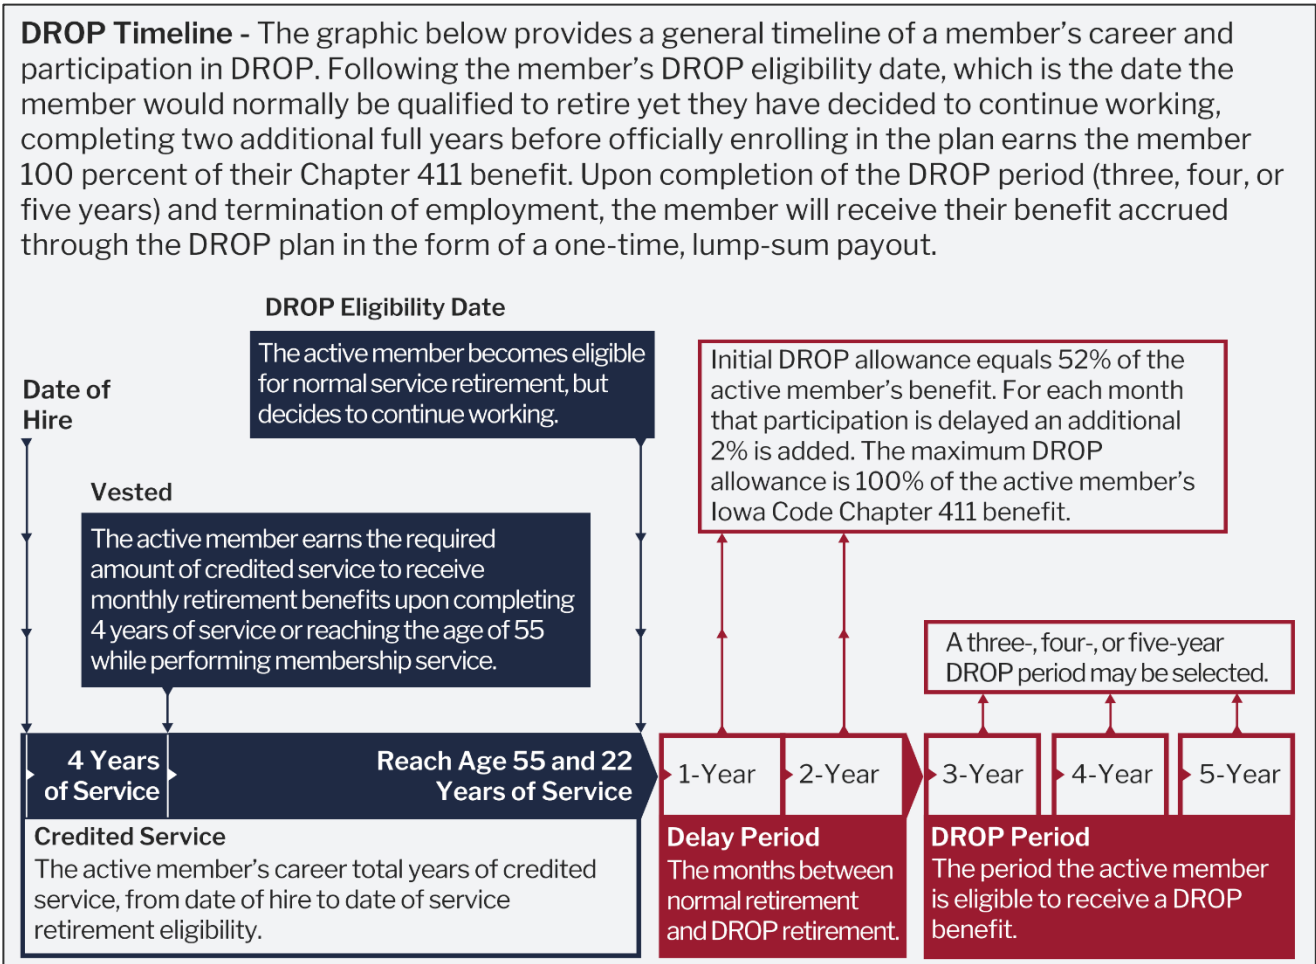 DROP Timeline - The graphic below provides a general timeline of a member’s career and
participation in DROP. Following the member’s DROP eligibility date, which is the date the
member would normally be qualified to retire yet they have decided to continue working,
completing two additional full years before officially enrolling in the plan earns the member
100 percent of their Chapter 411 benefit. Upon completion of the DROP period (three, four, or
five years) and termination of employment, the member will receive their benefit accrued
through the DROP plan in the form of a one-time, lump-sum payout.
DROP Eligibility Date
The active member becomes eligible
for normal service retirement, but
decides to continue working.
Initial DROP allowance equals 52% of the
active member’s benefit. For each month
that participation is delayed an additional
2% is added. The maximum DROP
allowance is 100% of the active member’s
Iowa Code Chapter 411 benefit.
Date of
Hire
Vested
The active member earns the required
amount of credited service to receive
monthly retirement benefits upon completing
4 years of service or reaching the age of 55
while performing membership service.
A three-, four-, or five-year
DROP period may be selected.
4 Years
of Service
Reach Age 55 and 22
Years of Service
1-Year
2-Year
3-Year
4-Year
5-Year
Credited Service
The active member’s career total years of credited
service, from date of hire to date of service
retirement eligibility.
Delay Period
The months between
normal retirement
and DROP retirement.
DROP Period
The period the active member
is eligible to receive a DROP
benefit.